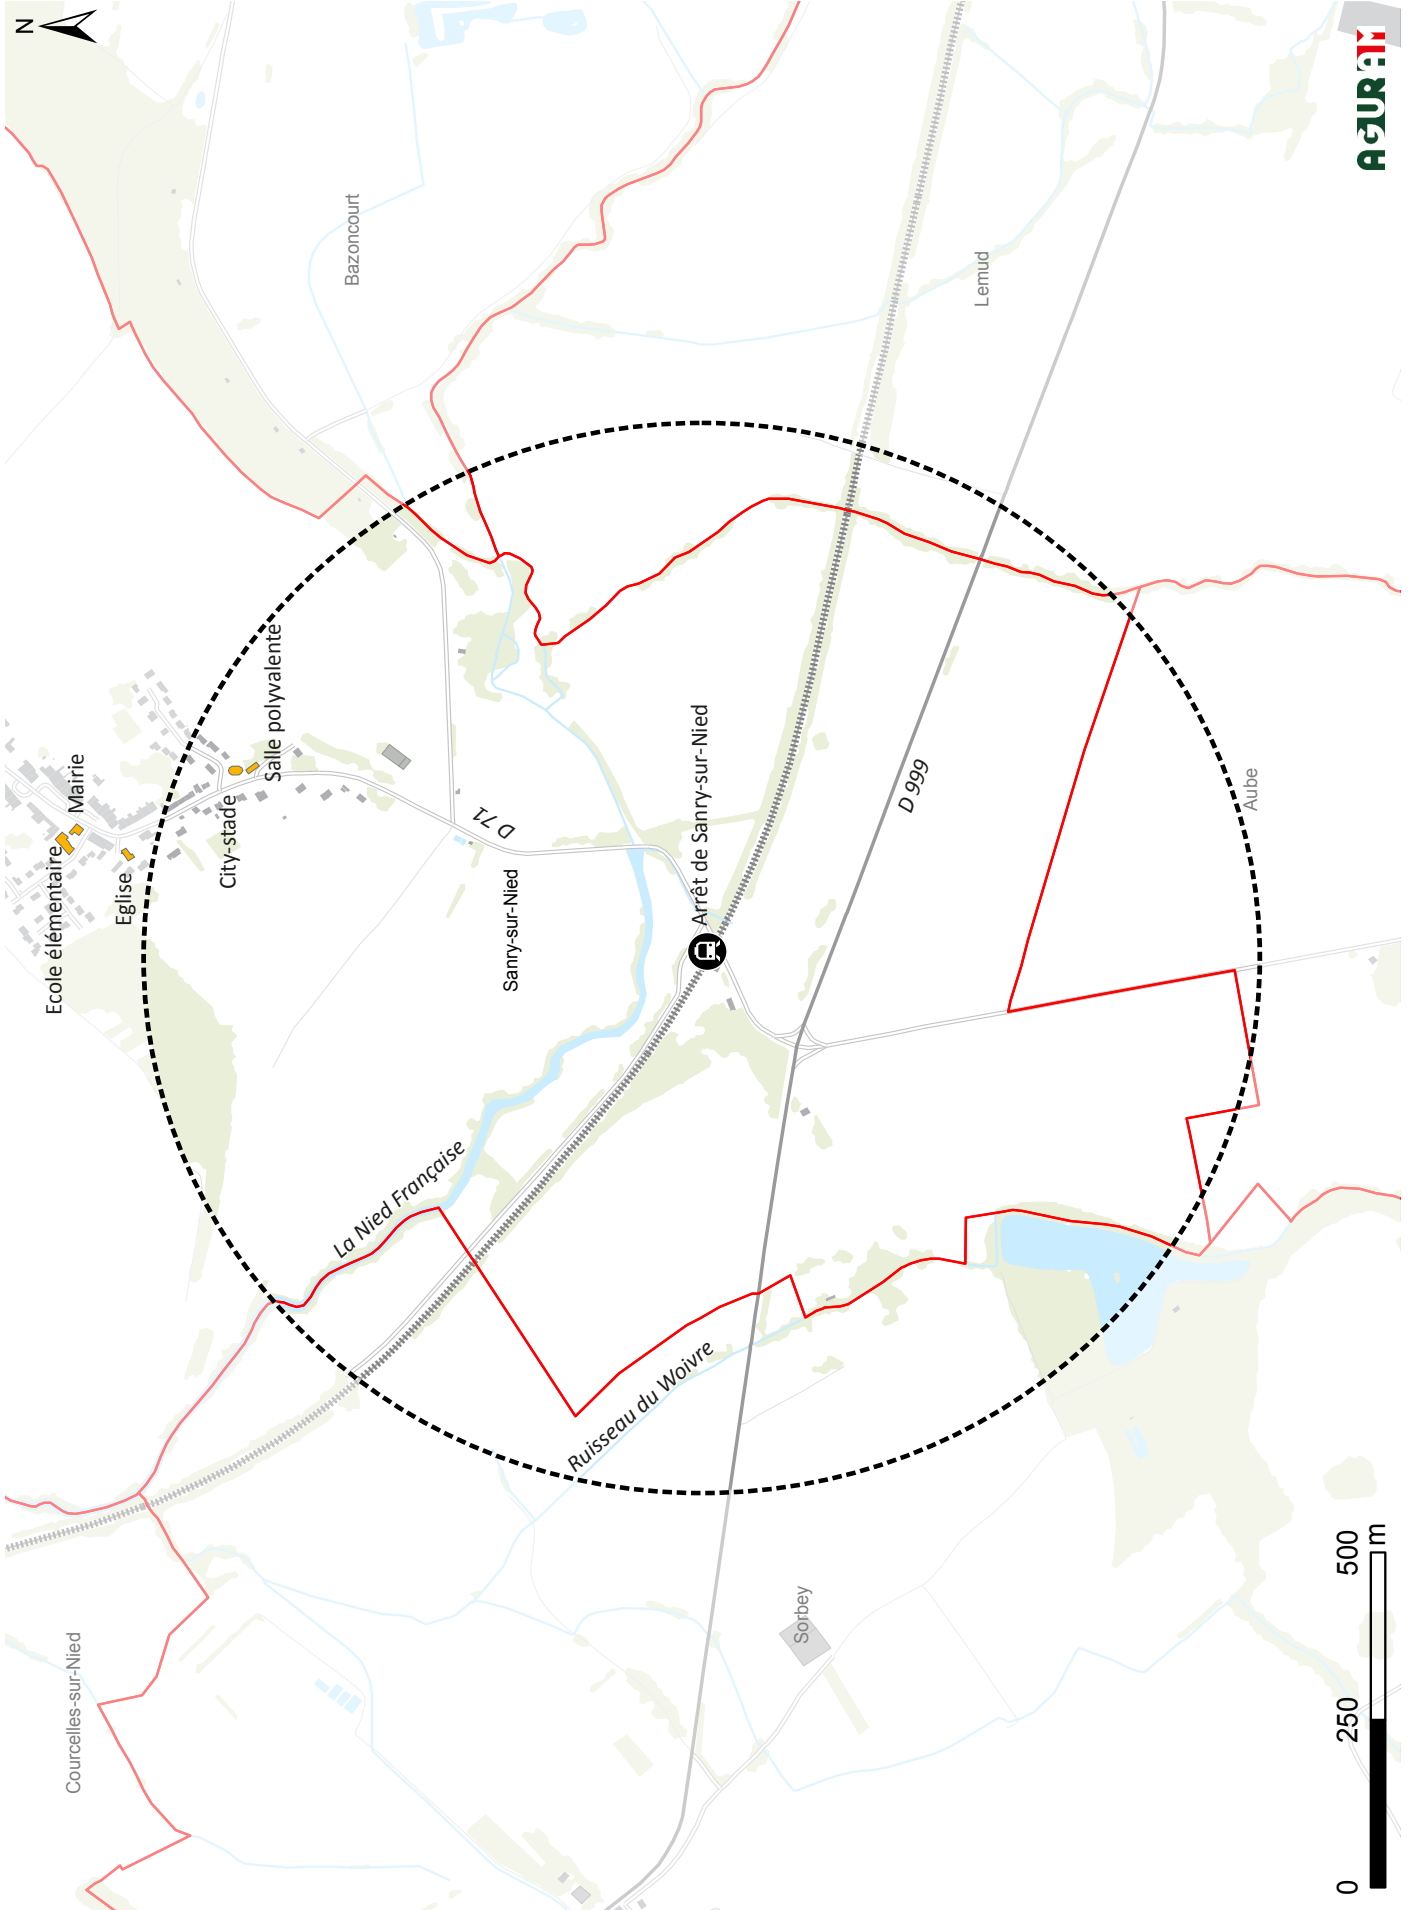 N
AGURAM
Bazoncourt
Lemud
Mairie
Ecole élémentaire
Eglise
City-stade
Salle polyvalente
D 71
Sanry-sur-Nied
Arrêt de Sanry-sur-Nied
D 999
Aube
La Nied Française
Ruisseau du Woivre
Courcelles-sur-Nied
Sorbey
0 250 500
m